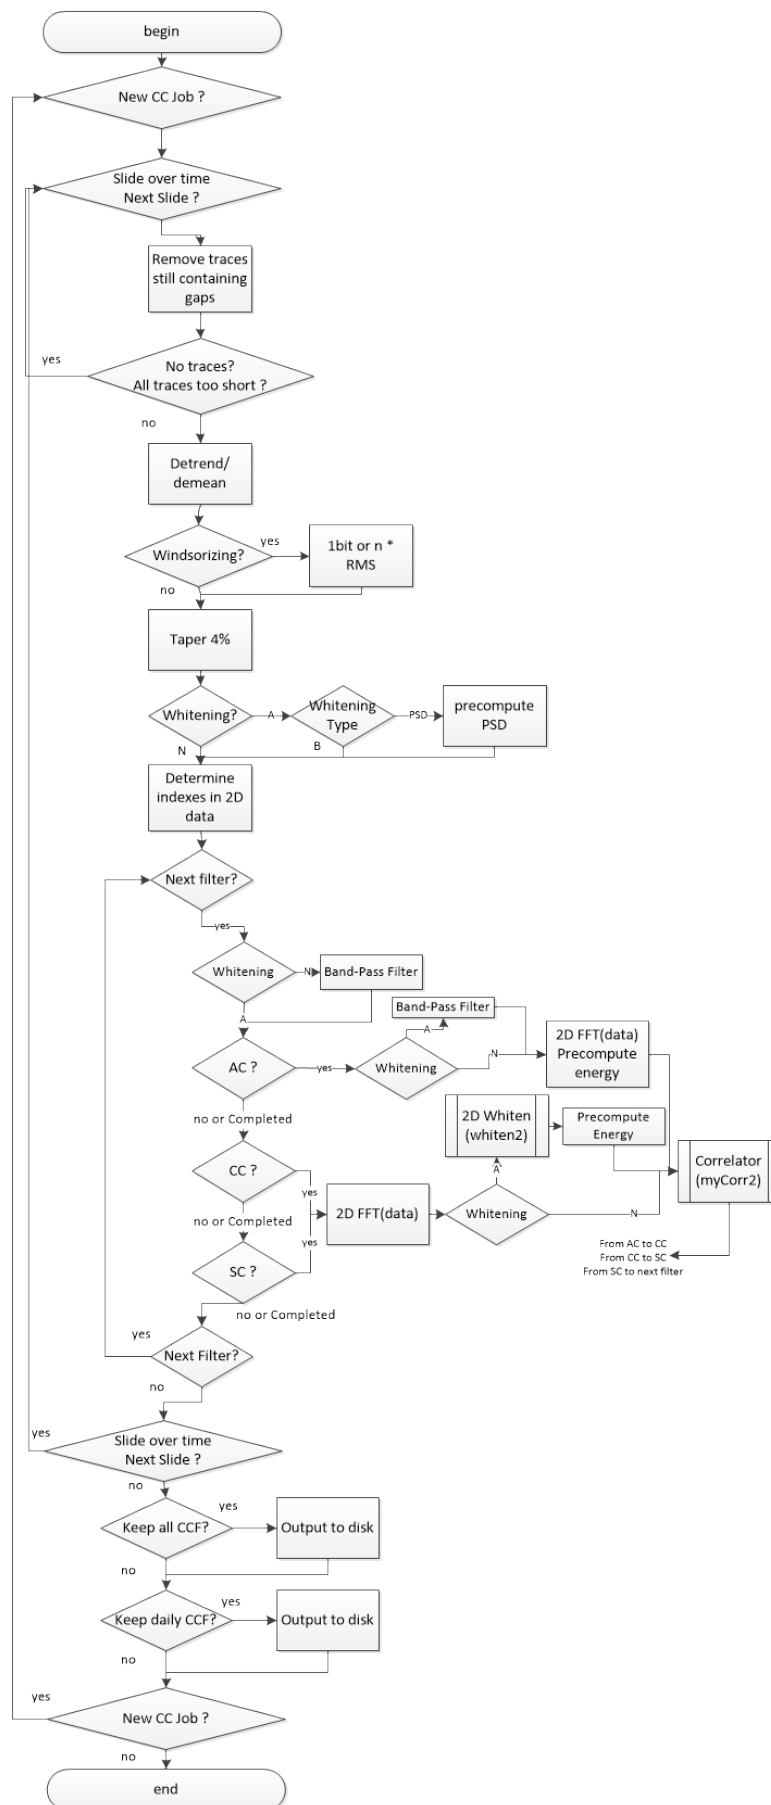 begin
New CC Job ?
Slide over time
Next Slide ?
Remove traces
still containing
gaps
yes
No traces?
All traces too short ?
no
Detrend/
demean
Windsorizing?
yes
1bit or n *
RMS
no
Taper 4%
Whitening?
A
Whitening
Type
PSD
precompute
PSD
N
B
Determine
indexes in 2D
data
Next filter?
yes
Whitening
N
Band-Pass Filter
A
Band-Pass Filter
A
AC ?
yes
Whitening
N
2D FFT(data)
Precompute
energy
no or Completed
2D Whiten
(whiten2)
Precompute
Energy
CC ?
yes
A
Correlator
(myCorr2)
no or Completed
2D FFT(data)
Whitening
N
yes
SC ?
From AC to CC
From CC to SC
From SC to next filter
no or Completed
yes
Next Filter?
no
yes
Slide over time
Next Slide ?
no
Keep all CCF?
yes
Output to disk
no
Keep daily CCF?
yes
Output to disk
no
yes
New CC Job ?
no
end